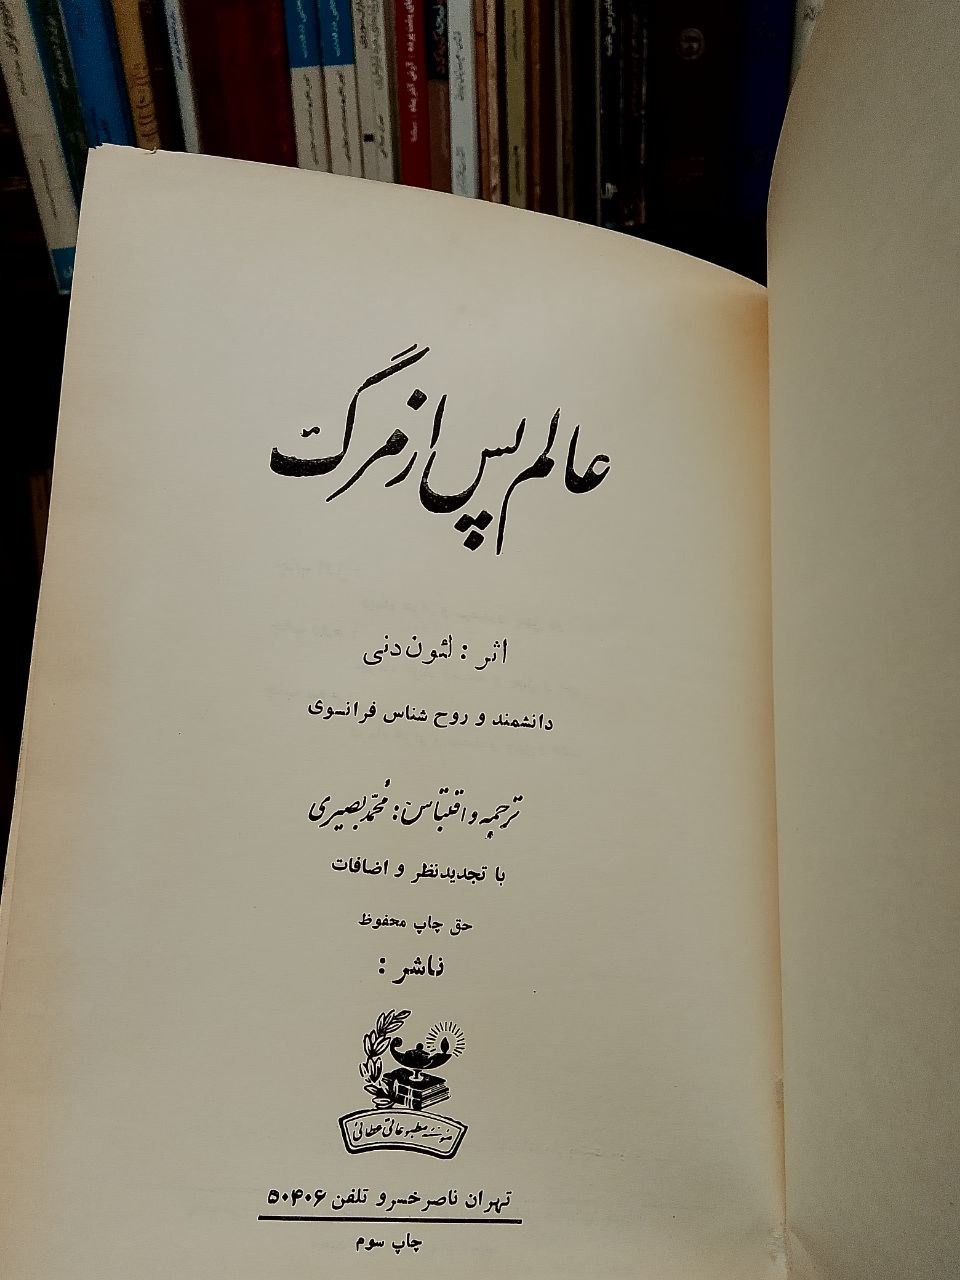 عالم پس از مرگ
اثر : لئون دنی
دانشمند و روح شناس فرانسوی
ترجمه و اقتباس : محمد بصیری
با تجدیدنظر و اضافات
حق چاپ محفوظ
ناشر :
مؤسسه مطبوعاتی عطائی
تهران ناصرخسرو تلفن ۵۰۴۰۶
چاپ سوم